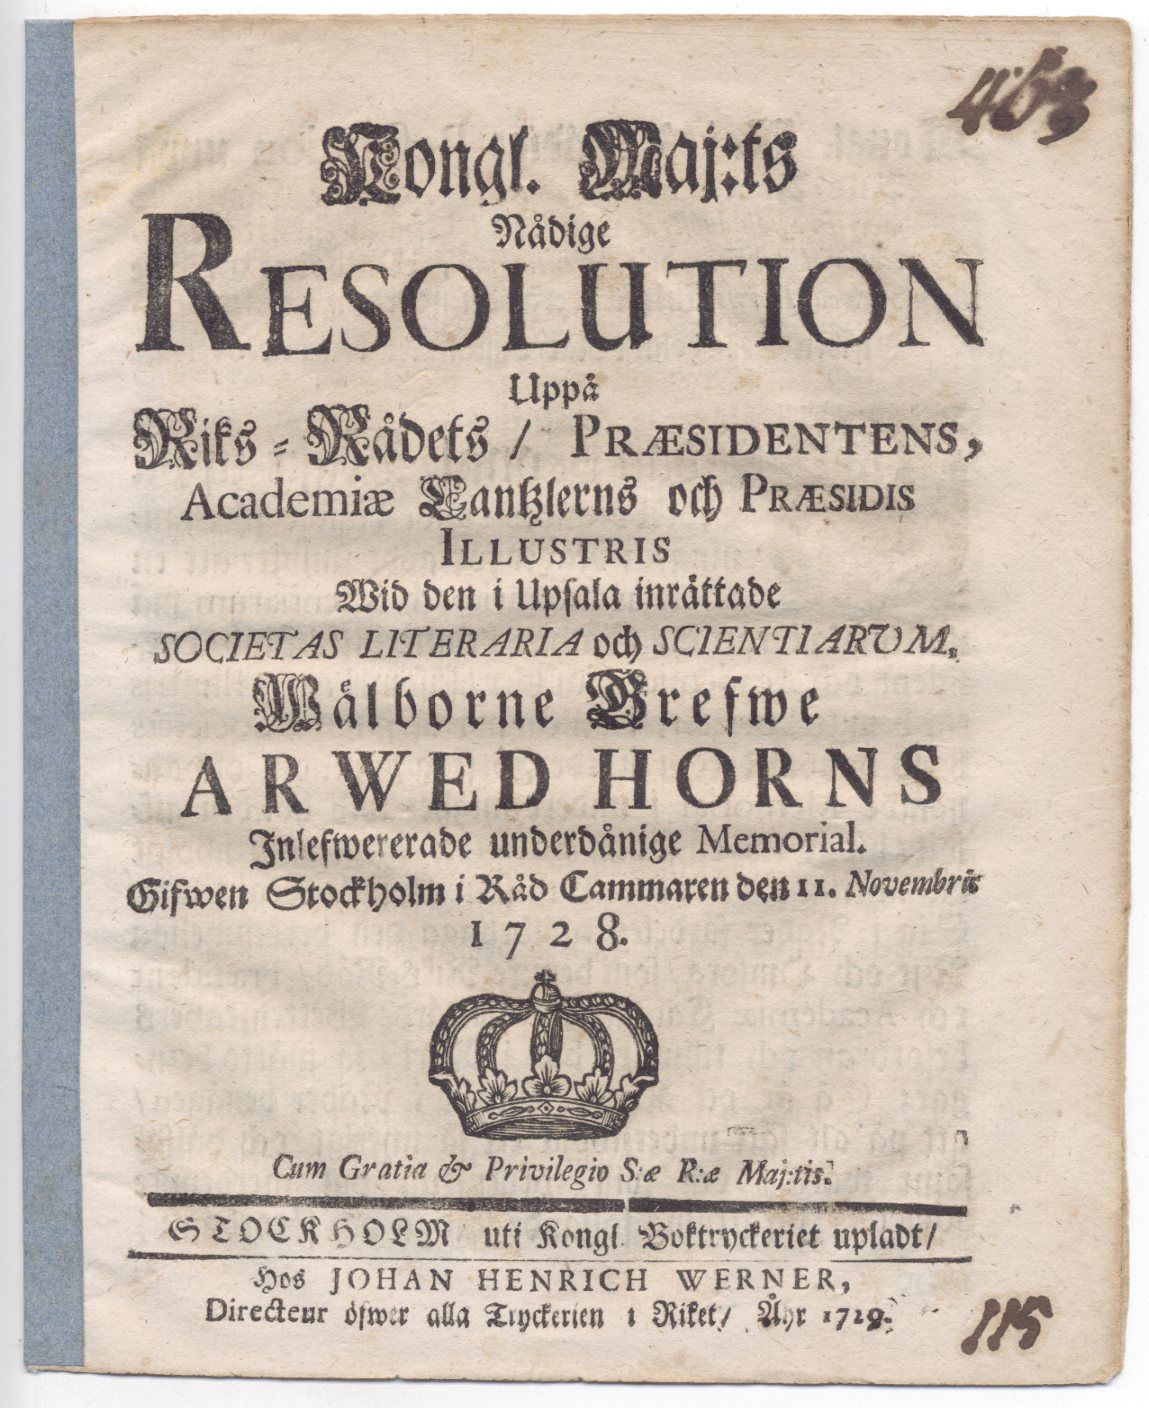 463
Kongl. Maj:ts
Nådige
RESOLUTION
Uppå
Riks-Rådets / PRÆSIDENTENS,
Academiæ Cantzlerns och PRÆSIDIS
ILLUSTRIS
Wid den i Upsala inrättade
SOCIETAS LITERARIA och SCIENTIARUM,
Wälborne Grefwe
ARWED HORNS
Inlefwererade underdånige Memorial.
Gifwen Stockholm i Råd Cammaren den 11. Novembris
1728.
Cum Gratia & Privilegio S:æ R:æ Maj:tis.
STOCKHOLM uti Kongl. Boktryckeriet upladt/
Hos JOHAN HENRICH WERNER,
Directeur öfwer alla Tryckerien i Riket/ Åhr 1729.
115